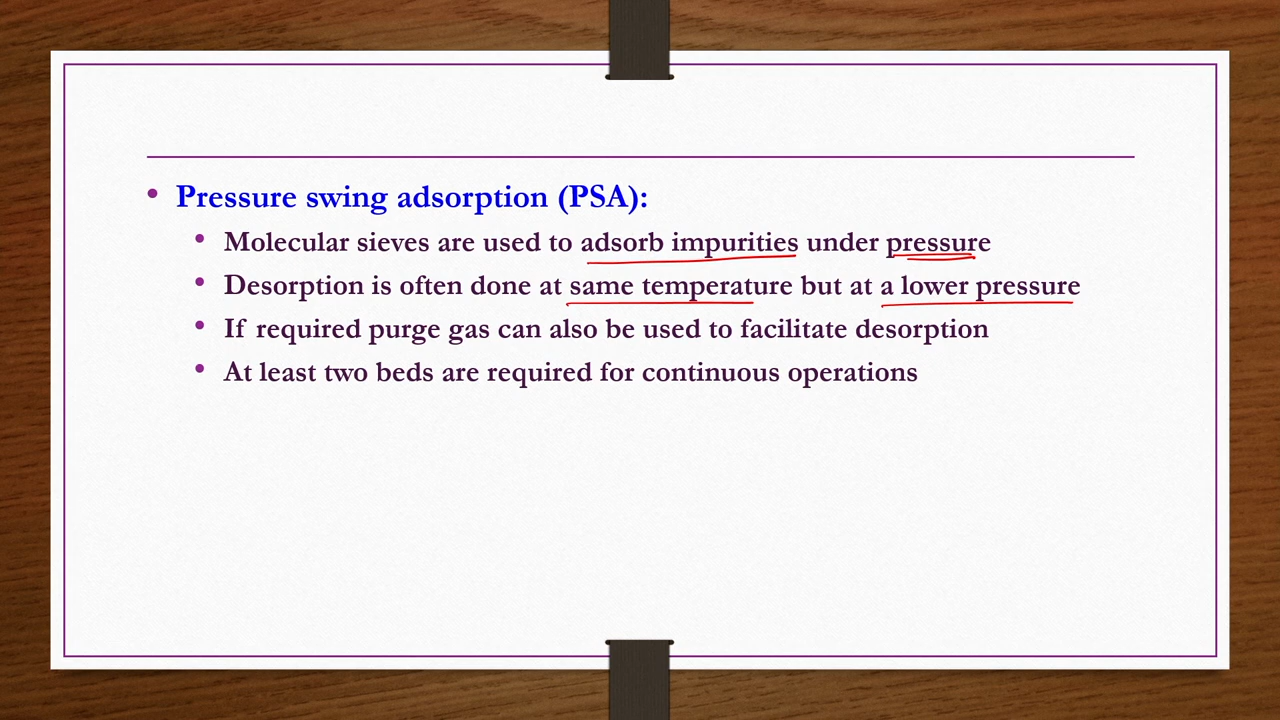 Pressure swing adsorption (PSA):
Molecular sieves are used to adsorb impurities under pressure
Desorption is often done at same temperature but at a lower pressure
If required purge gas can also be used to facilitate desorption
At least two beds are required for continuous operations